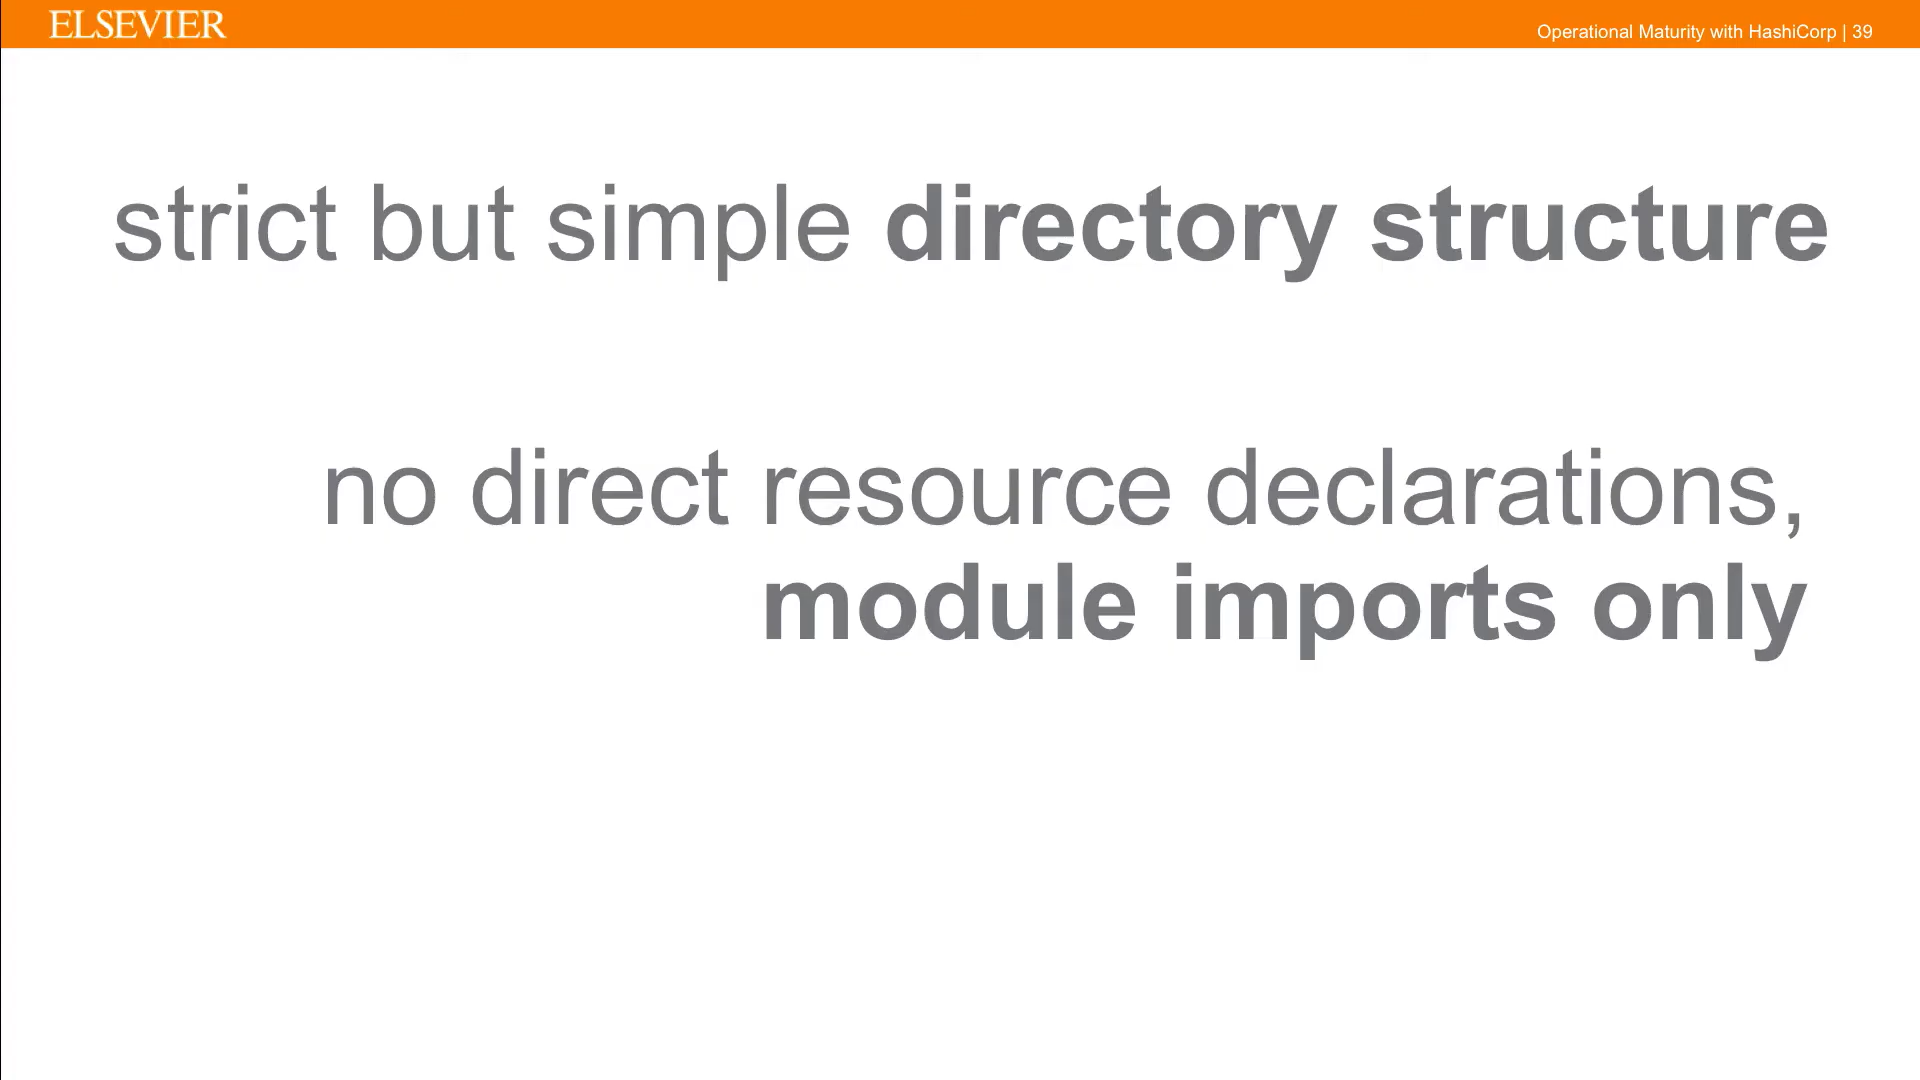 ELSEVIER
Operational Maturity with HashiCorp | 39
strict but simple directory structure
no direct resource declarations,
module imports only